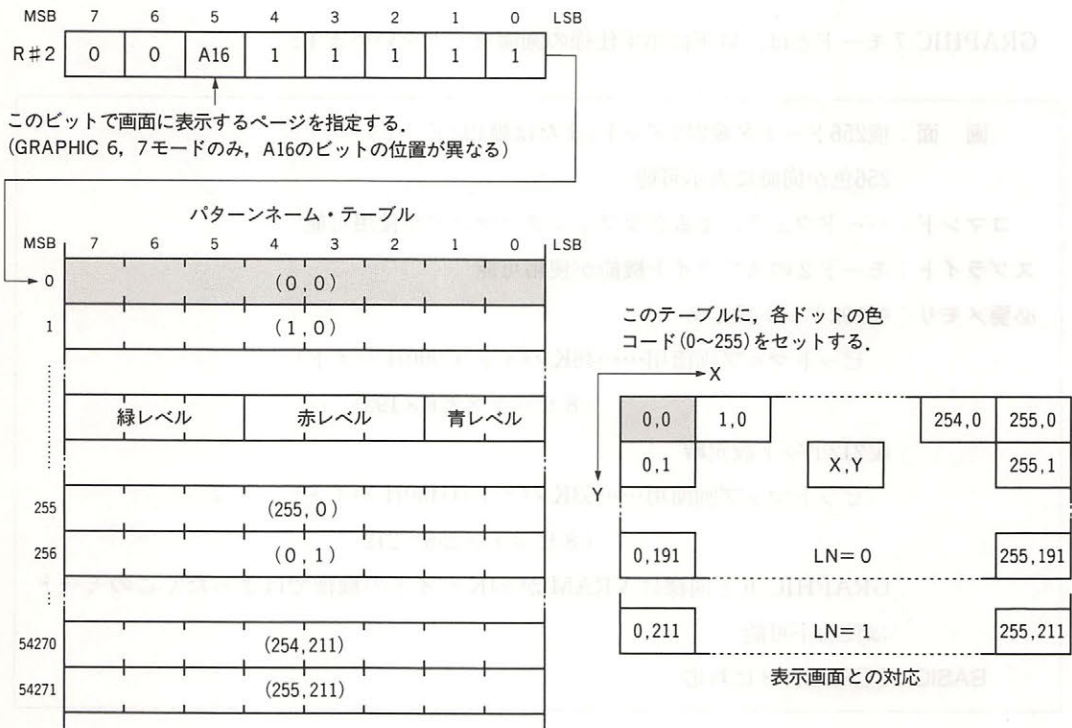 MSB 7 6 5 4 3 2 1 0 LSB
R#2 0 0 A16 1 1 1 1 1
このビットで画面に表示するページを指定する.
(GRAPHIC 6, 7モードのみ, A16のビットの位置が異なる)
パターンネーム・テーブル
MSB 7 6 5 4 3 2 1 0 LSB
0 (0,0)
1 (1,0)
緑レベル 赤レベル 青レベル
255 (255,0)
256 (0,1)
54270 (254,211)
54271 (255,211)
このテーブルに, 各ドットの色
コード(0~255)をセットする.
X
Y
0,0 1,0 254,0 255,0
0,1 X,Y 255,1
0,191 LN=0 255,191
0,211 LN=1 255,211
表示画面との対応